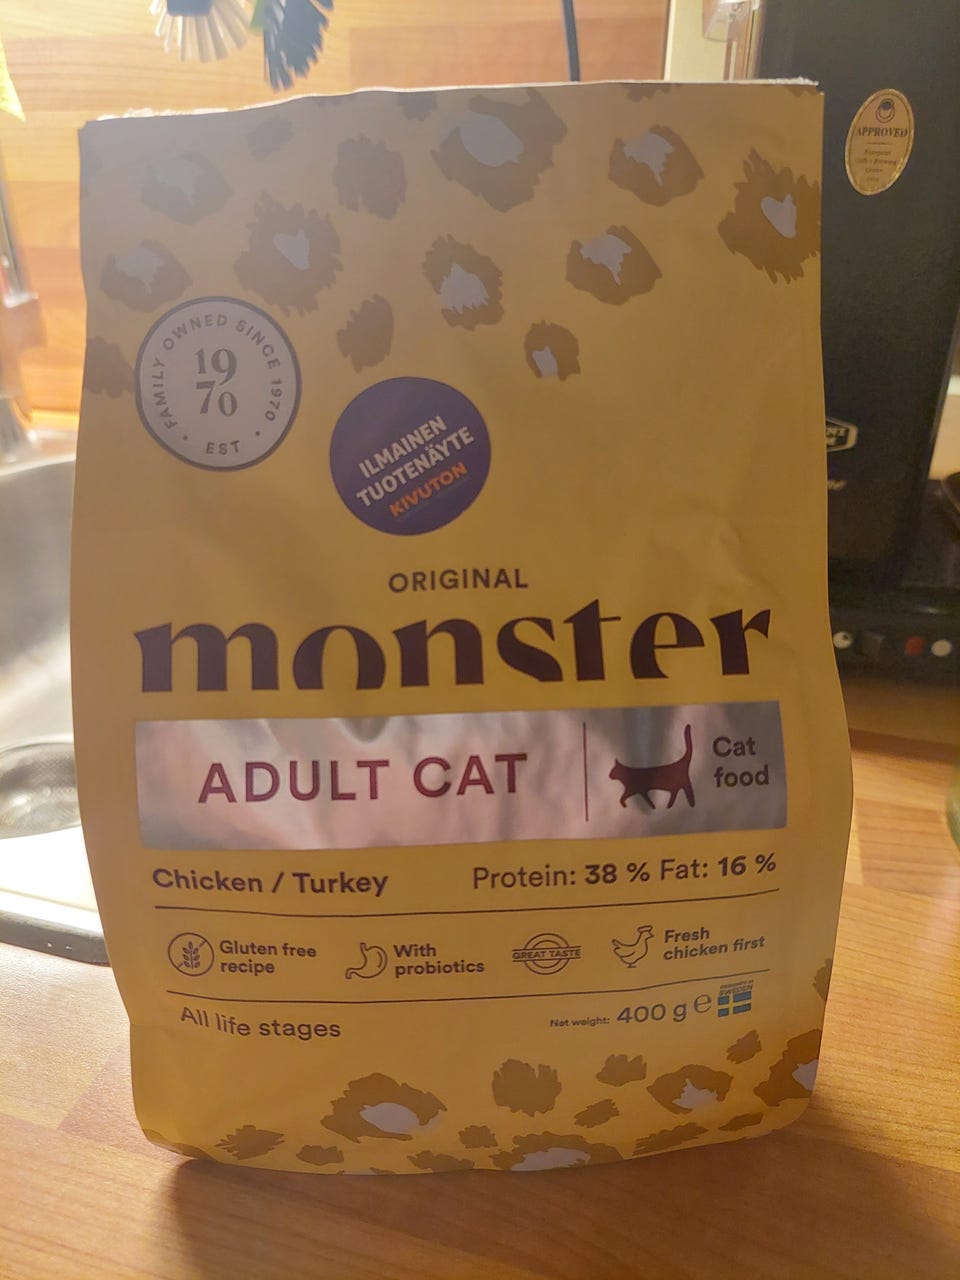 APPROVED
FAMILY OWNED SINCE 1970
19
70
EST
ILMAINEN
TUOTENÄYTE
KIVUTON
ORIGINAL
monster
ADULT CAT
Cat
food
Chicken / Turkey
Protein: 38 % Fat: 16 %
Gluten free
recipe
With
probiotics
GREAT TASTE
Fresh
chicken first
All life stages
Net weight: 400 g e
SWEDEN